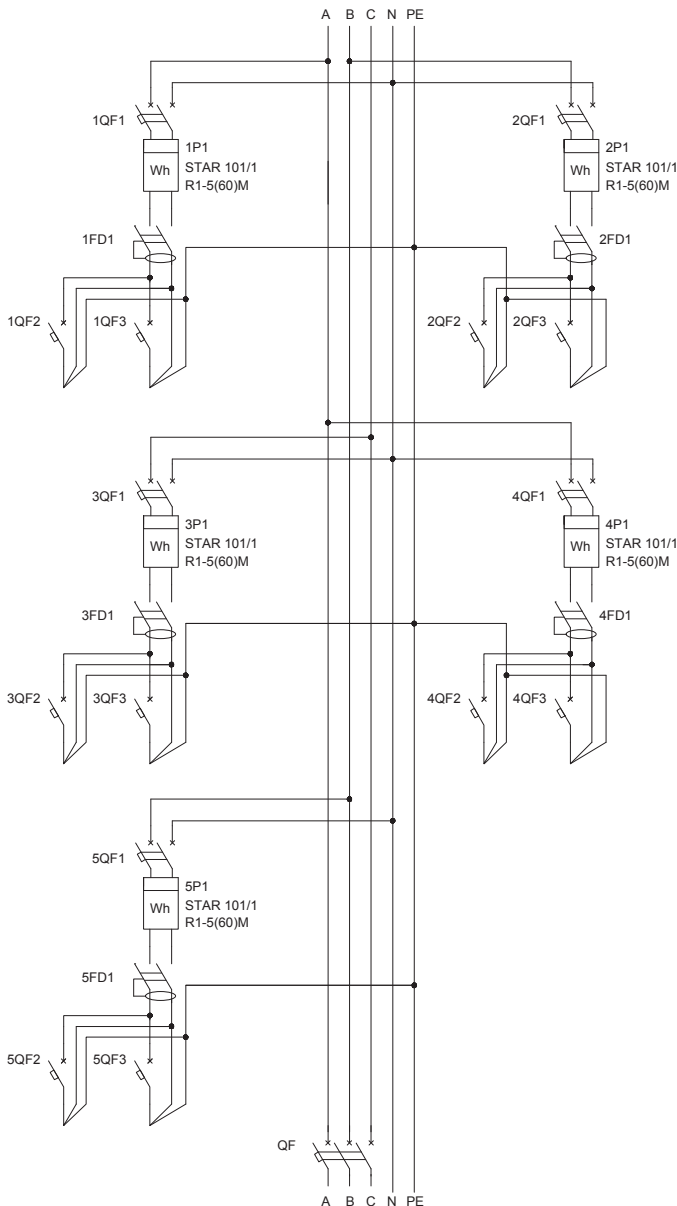 A B C N PE
1QF1
1P1
Wh
STAR 101/1
R1-5(60)M
2QF1
2P1
Wh
STAR 101/1
R1-5(60)M
1FD1
2FD1
1QF2
1QF3
2QF2
2QF3
3QF1
3P1
Wh
STAR 101/1
R1-5(60)M
4QF1
4P1
Wh
STAR 101/1
R1-5(60)M
3FD1
4FD1
3QF2
3QF3
4QF2
4QF3
5QF1
5P1
Wh
STAR 101/1
R1-5(60)M
5FD1
5QF2
5QF3
QF
A B C N PE